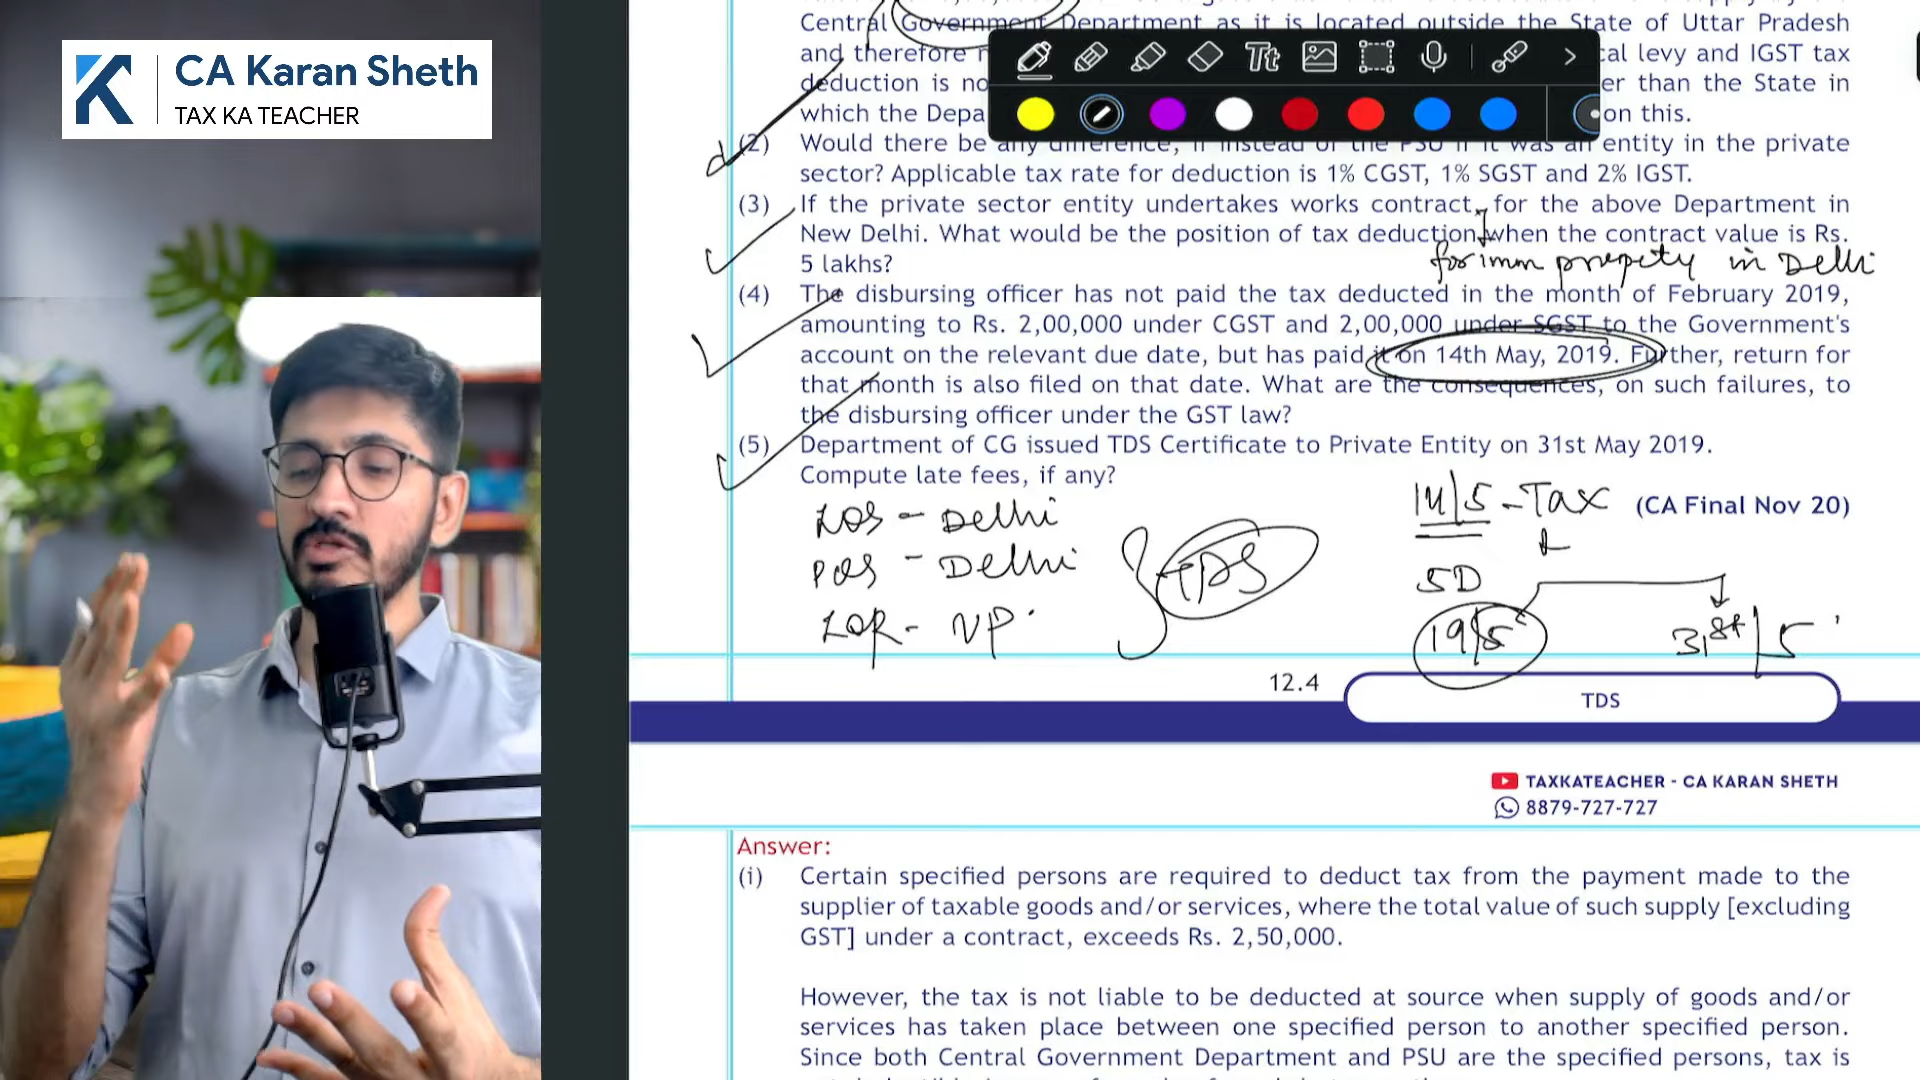 CA Karan Sheth
TAX KA TEACHER
Central Government Department as it is located outside the State of Uttar Pradesh
and therefore
cal levy and IGST tax
deduction is no
er than the State in
which the Depa
on this.
Tt
(2) Would there be any difference, if instead of the PSU if it was an entity in the private
sector? Applicable tax rate for deduction is 1% CGST, 1% SGST and 2% IGST.
(3) If the private sector entity undertakes works contract, for the above Department in
New Delhi. What would be the position of tax deduction when the contract value is Rs.
5 lakhs?
for imm property in Delhi
(4) The disbursing officer has not paid the tax deducted in the month of February 2019,
amounting to Rs. 2,00,000 under CGST and 2,00,000 under SGST to the Government's
account on the relevant due date, but has paid it on 14th May, 2019. Further, return for
that month is also filed on that date. What are the consequences, on such failures, to
the disbursing officer under the GST law?
(5) Department of CG issued TDS Certificate to Private Entity on 31st May 2019.
Compute late fees, if any?
(CA Final Nov 20)
LOS - Delhi
POS - Delhi
LOR - UP
TDS
14/5 - Tax
+
5D
19/5
31st/5
12.4
TDS
TAXKATEACHER - CA KARAN SHETH
8879-727-727
Answer:
(i) Certain specified persons are required to deduct tax from the payment made to the
supplier of taxable goods and/or services, where the total value of such supply [excluding
GST] under a contract, exceeds Rs. 2,50,000.
However, the tax is not liable to be deducted at source when supply of goods and/or
services has taken place between one specified person to another specified person.
Since both Central Government Department and PSU are the specified persons, tax is